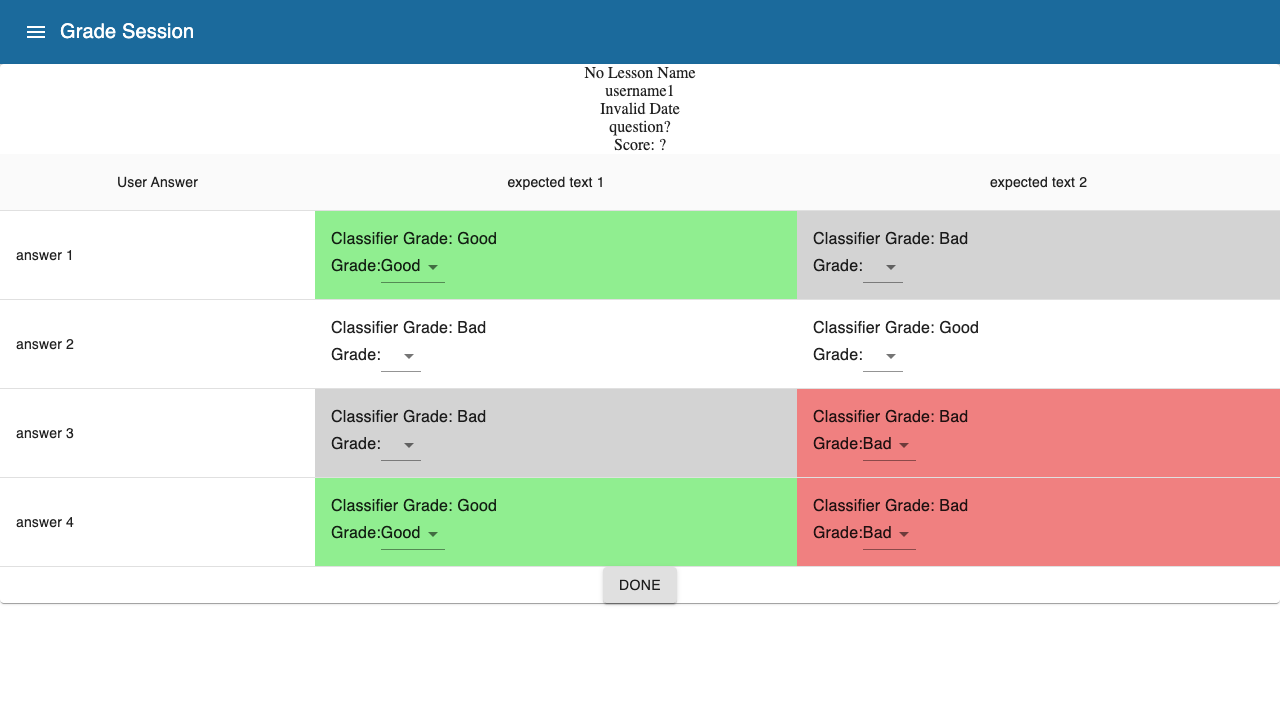 Grade Session
No Lesson Name
username1
Invalid Date
question?
Score: ?
User Answer expected text 1 expected text 2
answer 1
Classifier Grade: Good
Grade:Good
Classifier Grade: Bad
Grade:
answer 2
Classifier Grade: Bad
Grade:
Classifier Grade: Good
Grade:
answer 3
Classifier Grade: Bad
Grade:
Classifier Grade: Bad
Grade:Bad
answer 4
Classifier Grade: Good
Grade:Good
Classifier Grade: Bad
Grade:Bad
DONE